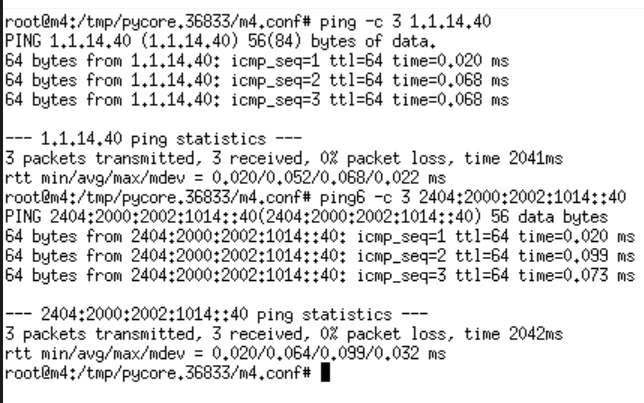 root@m4:/tmp/pycore.36833/m4.conf# ping -c 3 1.1.14.40
PING 1.1.14.40 (1.1.14.40) 56(84) bytes of data.
64 bytes from 1.1.14.40: icmp_seq=1 ttl=64 time=0.020 ms
64 bytes from 1.1.14.40: icmp_seq=2 ttl=64 time=0.068 ms
64 bytes from 1.1.14.40: icmp_seq=3 ttl=64 time=0.068 ms
--- 1.1.14.40 ping statistics ---
3 packets transmitted, 3 received, 0% packet loss, time 2041ms
rtt min/avg/max/mdev = 0.020/0.052/0.068/0.022 ms
root@m4:/tmp/pycore.36833/m4.conf# ping6 -c 3 2404:2000:2002:1014::40
PING 2404:2000:2002:1014::40(2404:2000:2002:1014::40) 56 data bytes
64 bytes from 2404:2000:2002:1014::40: icmp_seq=1 ttl=64 time=0.020 ms
64 bytes from 2404:2000:2002:1014::40: icmp_seq=2 ttl=64 time=0.099 ms
64 bytes from 2404:2000:2002:1014::40: icmp_seq=3 ttl=64 time=0.073 ms
--- 2404:2000:2002:1014::40 ping statistics ---
3 packets transmitted, 3 received, 0% packet loss, time 2042ms
rtt min/avg/max/mdev = 0.020/0.064/0.099/0.032 ms
root@m4:/tmp/pycore.36833/m4.conf#